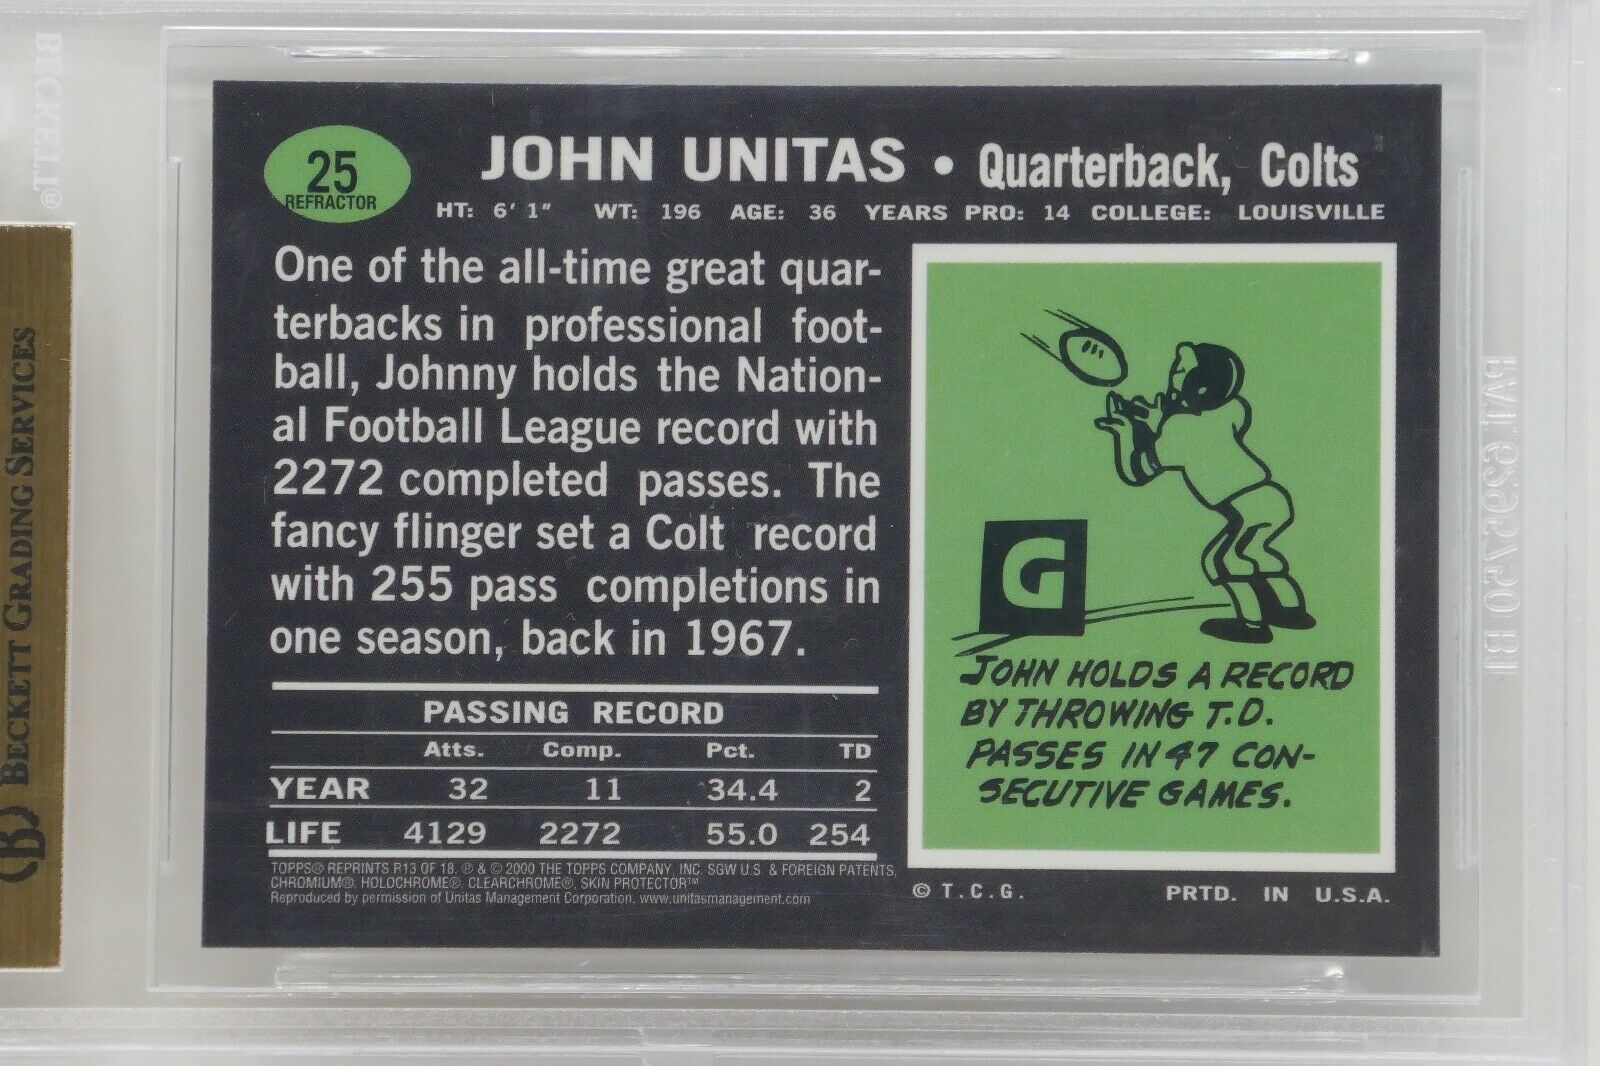 BECKETT®
BECKETT GRADING SERVICES
(B)
25
REFRACTOR
JOHN UNITAS • Quarterback, Colts
HT: 6' 1" WT: 196 AGE: 36 YEARS PRO: 14 COLLEGE: LOUISVILLE
One of the all-time great quar-
terbacks in professional foot-
ball, Johnny holds the Nation-
al Football League record with
2272 completed passes. The
fancy flinger set a Colt record
with 255 pass completions in
one season, back in 1967.
PASSING RECORD
Atts. Comp. Pct. TD
YEAR 32 11 34.4 2
LIFE 4129 2272 55.0 254
TOPPS® REPRINTS R13 OF 18. ℗ & © 2000 THE TOPPS COMPANY, INC. SGW U.S. & FOREIGN PATENTS,
CHROMIUM®, HOLOCHROME®, CLEARCHROME®, SKIN PROTECTOR™
Reproduced by permission of Unitas Management Corporation, www.unitasmanagement.com
G
JOHN HOLDS A RECORD
BY THROWING T.D.
PASSES IN 47 CON-
SECUTIVE GAMES.
© T.C.G. PRTD. IN U.S.A.